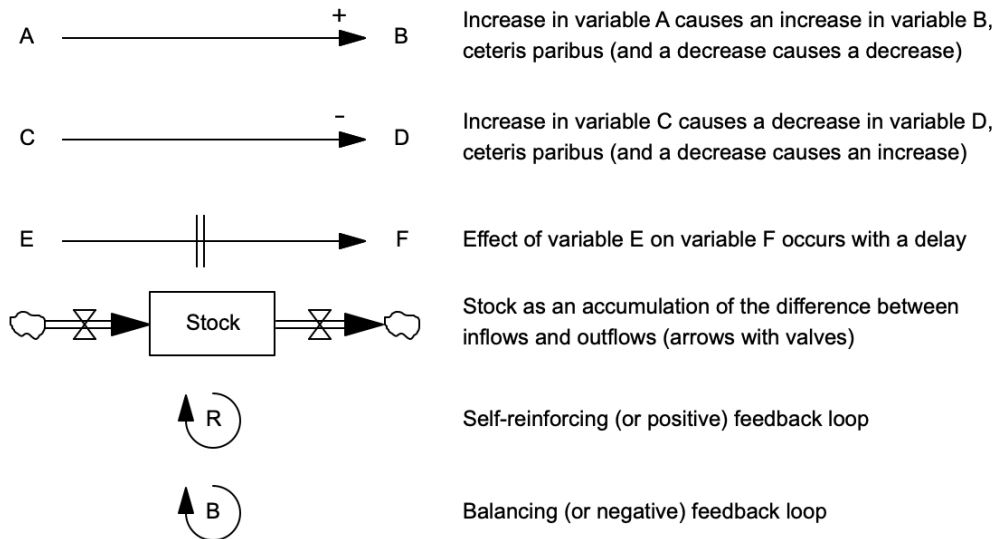 A + B Increase in variable A causes an increase in variable B,
ceteris paribus (and a decrease causes a decrease)
C - D Increase in variable C causes a decrease in variable D,
ceteris paribus (and a decrease causes an increase)
E F Effect of variable E on variable F occurs with a delay
Stock Stock as an accumulation of the difference between
inflows and outflows (arrows with valves)
R Self-reinforcing (or positive) feedback loop
B Balancing (or negative) feedback loop